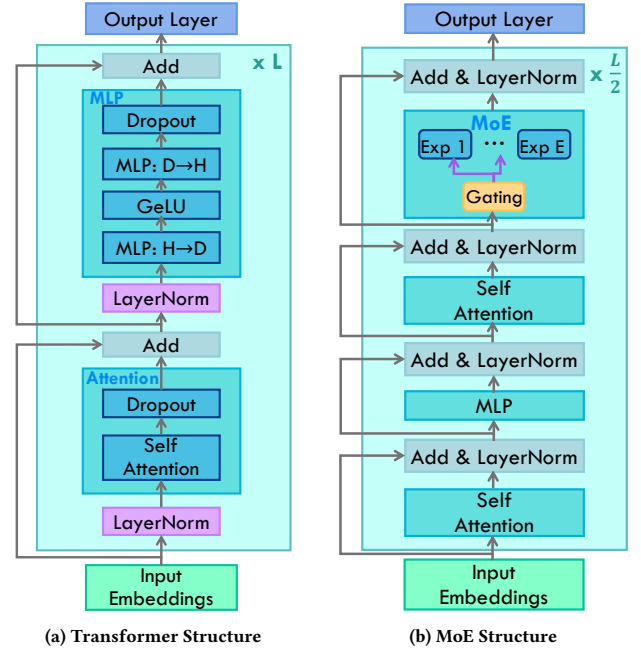 Output Layer
Add
x L
MLP
Dropout
MLP: D→H
GeLU
MLP: H→D
LayerNorm
Add
Attention
Dropout
Self
Attention
LayerNorm
Input
Embeddings
(a) Transformer Structure
Output Layer
Add & LayerNorm
x L/2
MoE
Exp 1
...
Exp E
Gating
Add & LayerNorm
Self
Attention
Add & LayerNorm
MLP
Add & LayerNorm
Self
Attention
Input
Embeddings
(b) MoE Structure